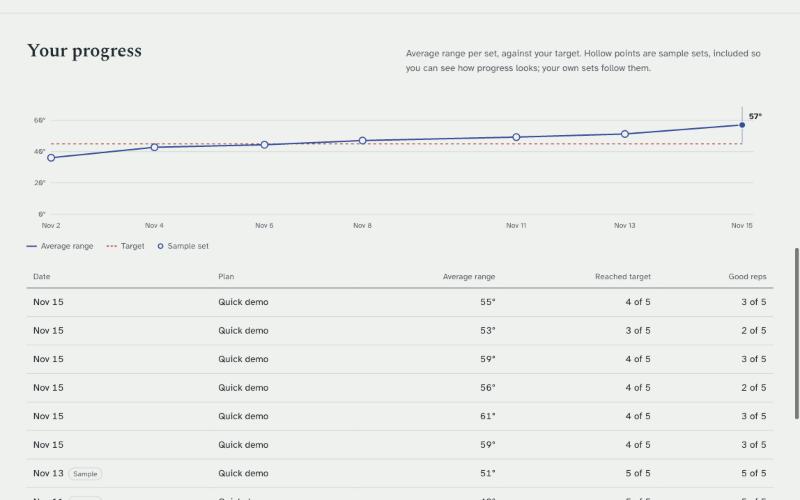 Your progress
Average range per set, against your target. Hollow points are sample sets, included so
you can see how progress looks; your own sets follow them.
57°
60°
40°
20°
0°
Nov 2 Nov 4 Nov 6 Nov 8 Nov 11 Nov 13 Nov 15
Average range Target Sample set
Date Plan Average range Reached target Good reps
Nov 15 Quick demo 55° 4 of 5 3 of 5
Nov 15 Quick demo 53° 3 of 5 2 of 5
Nov 15 Quick demo 59° 4 of 5 3 of 5
Nov 15 Quick demo 56° 4 of 5 2 of 5
Nov 15 Quick demo 61° 4 of 5 3 of 5
Nov 15 Quick demo 59° 4 of 5 3 of 5
Nov 13 Sample Quick demo 51° 5 of 5 5 of 5